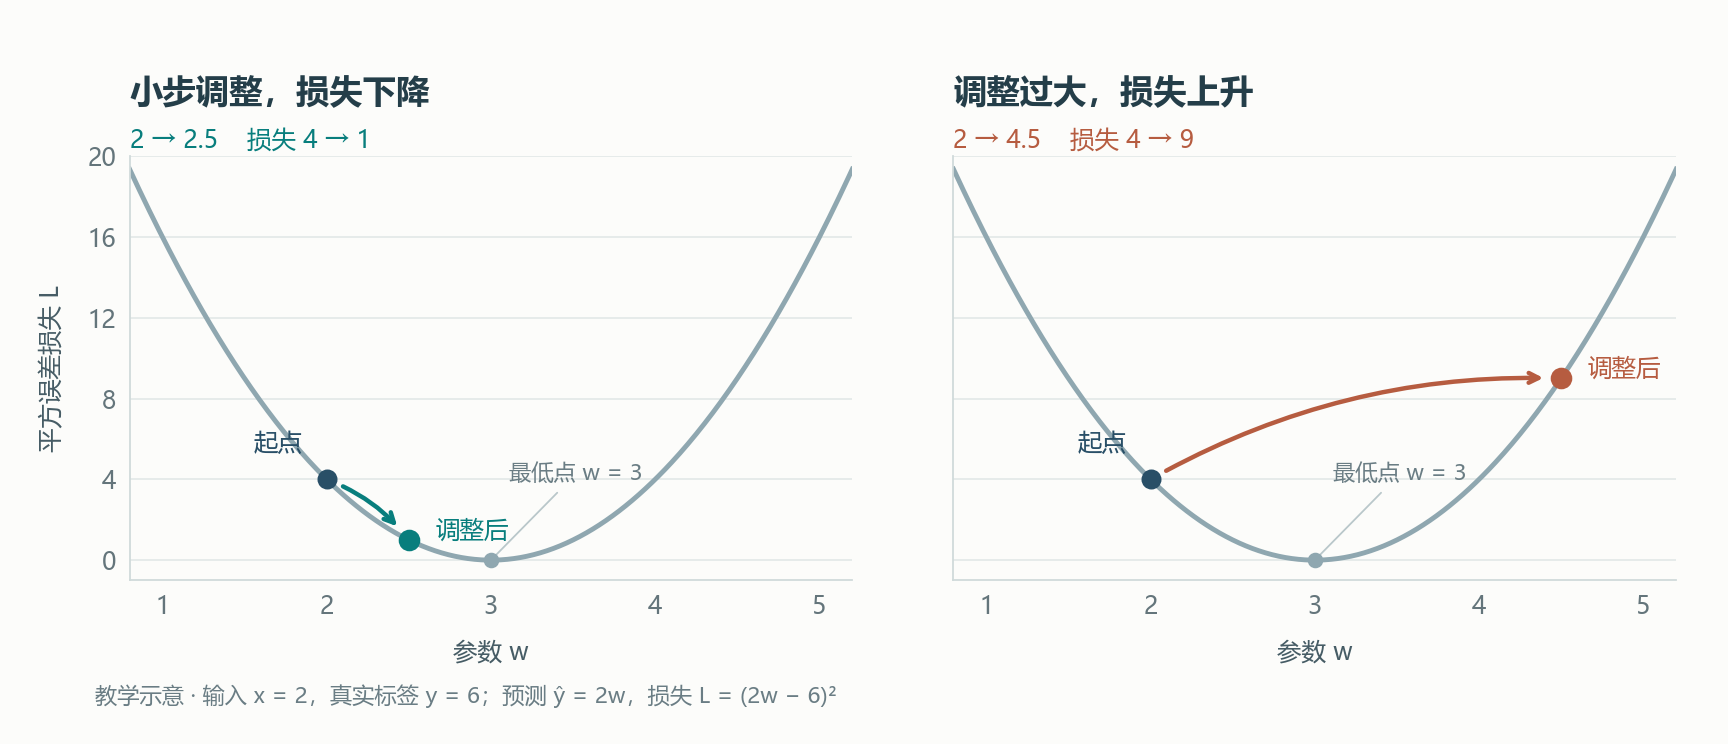 小步调整，损失下降
2 → 2.5 损失 4 → 1
20
16
12
8
4
0
平方误差损失 L
起点
调整后
最低点 w = 3
1 2 3 4 5
参数 w
调整过大，损失上升
2 → 4.5 损失 4 → 9
起点
调整后
最低点 w = 3
1 2 3 4 5
参数 w
教学示意 · 输入 x = 2，真实标签 y = 6；预测 ŷ = 2w，损失 L = (2w − 6)²